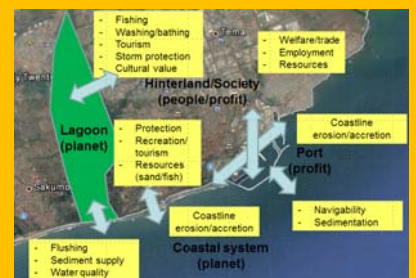 - Fishing
- Washing/bathing
- Tourism
- Storm protection
- Cultural value
Tema
- Welfare/trade
- Employment
- Resources
y Twent
Hinterland/Society
(people/profit)
Lagoon
(planet)
- Protection
- Recreation/
tourism
- Resources
(sand/fish)
Coastline
erosion/accretion
Port
(profit)
Sakumo
Coastline
erosion/accretion
- Navigability
- Sedimentation
Coastal system
(planet)
- Flushing
- Sediment supply
- Water quality